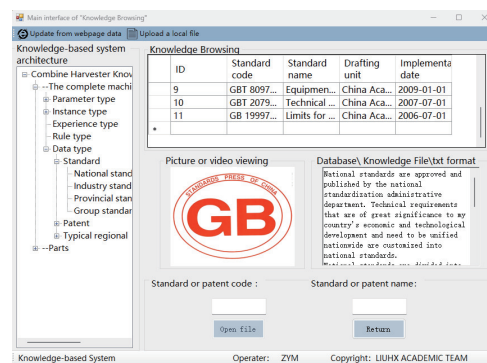 Main interface of "Knowledge Browsing"
Update from webpage data Upload a local file
Knowledge-based system
architecture
Combine Harvester Knov
--The complete machi
Parameter type
Instance type
Experience type
Rule type
Data type
Standard
National stand
Industry stand
Provincial stan
Group standar
Patent
Typical regional
--Parts
Knowledge Browsing
ID Standard code Standard name Drafting unit Implementa date
9 GBT 8097... Equipmen... China Aca... 2009-01-01
10 GBT 2079... Technical ... China Aca... 2007-07-01
11 GB 19997... Limits for ... China Aca... 2006-07-01
Picture or video viewing
STANDARDS PRESS OF CHINA
GB
Database\ Knowledge File\txt format
National standards are approved and
published by the national
standardization administrative
department. Technical requirements
that are of great significance to my
country's economic and technological
development and need to be unified
nationwide are customized into
national standards.
National standards are divided into
Standard or patent code :
Open file
Standard or patent name:
Return
Knowledge-based System Operater: ZYM Copyright: LIUHX ACADEMIC TEAM